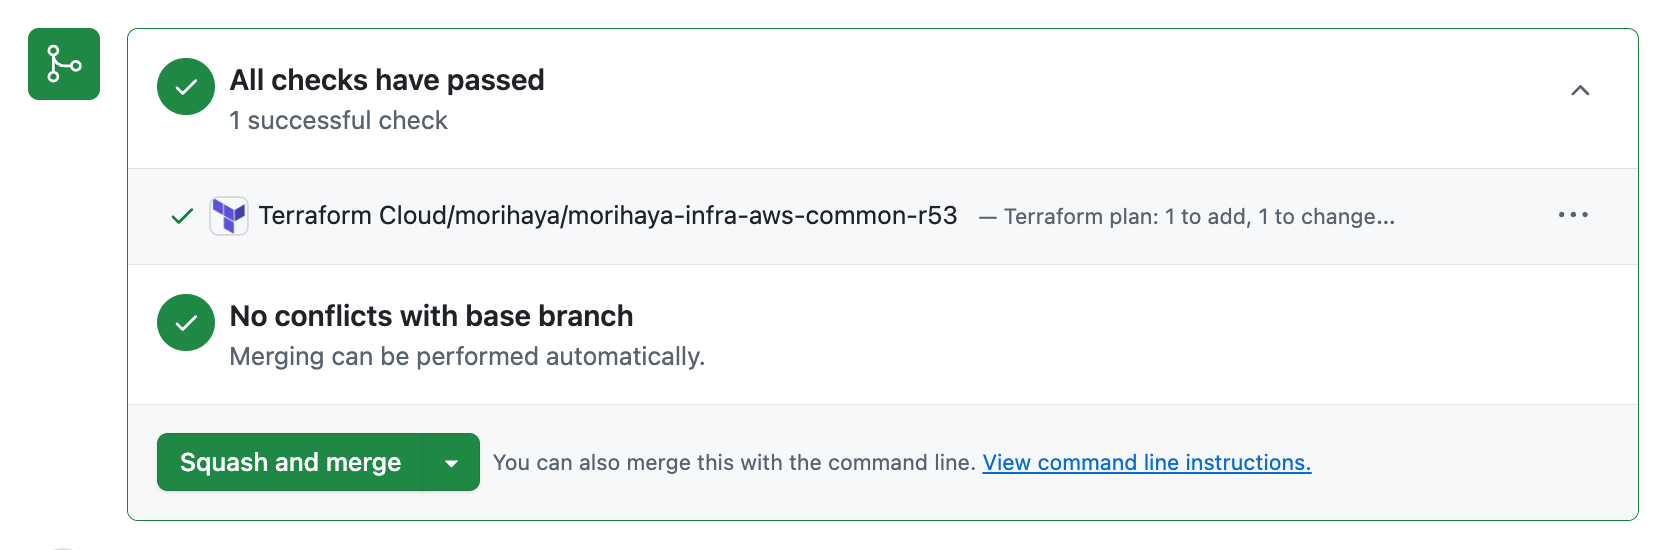 All checks have passed
1 successful check
Terraform Cloud/morihaya/morihaya-infra-aws-common-r53 — Terraform plan: 1 to add, 1 to change...
No conflicts with base branch
Merging can be performed automatically.
Squash and merge You can also merge this with the command line. View command line instructions.